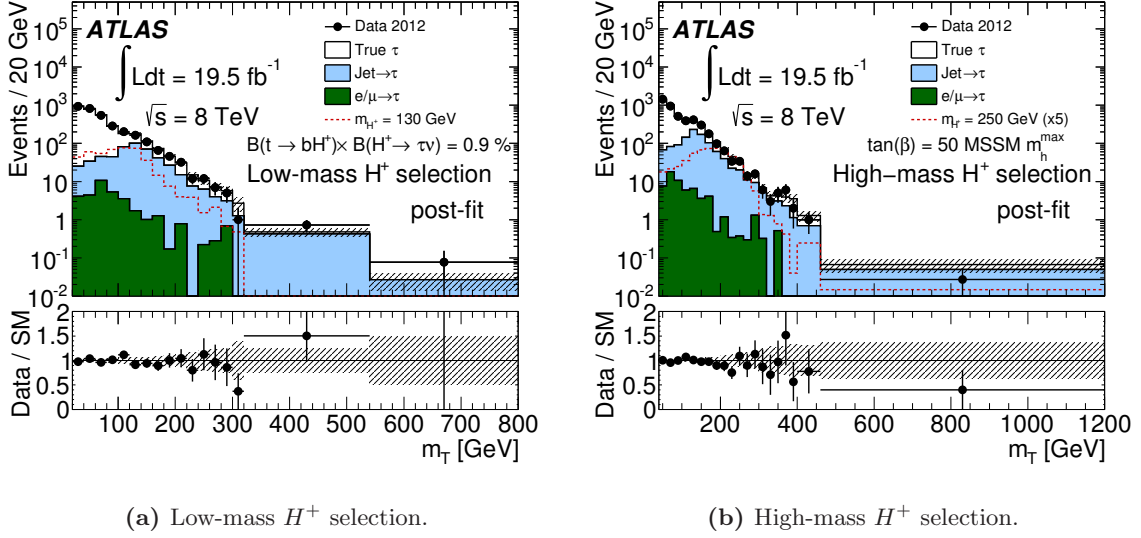 Events / 20 GeV
10⁵
10⁴
10³
10²
10
1
10⁻¹
10⁻²
ATLAS
∫ Ldt = 19.5 fb⁻¹
√s = 8 TeV
Data 2012
True τ
Jet→τ
e/μ→τ
m_H⁺ = 130 GeV
B(t → bH⁺)× B(H⁺→ τν) = 0.9 %
Low-mass H⁺ selection
post-fit
Data / SM
2
1.5
1
0.5
0
100 200 300 400 500 600 700 800
m_T [GeV]
(a) Low-mass H⁺ selection.
Events / 20 GeV
10⁵
10⁴
10³
10²
10
1
10⁻¹
10⁻²
ATLAS
∫ Ldt = 19.5 fb⁻¹
√s = 8 TeV
Data 2012
True τ
Jet→τ
e/μ→τ
m_H⁺ = 250 GeV (x5)
tan(β) = 50 MSSM m_h^max
High−mass H⁺ selection
post-fit
Data / SM
2
1.5
1
0.5
0
200 400 600 800 1000 1200
m_T [GeV]
(b) High-mass H⁺ selection.